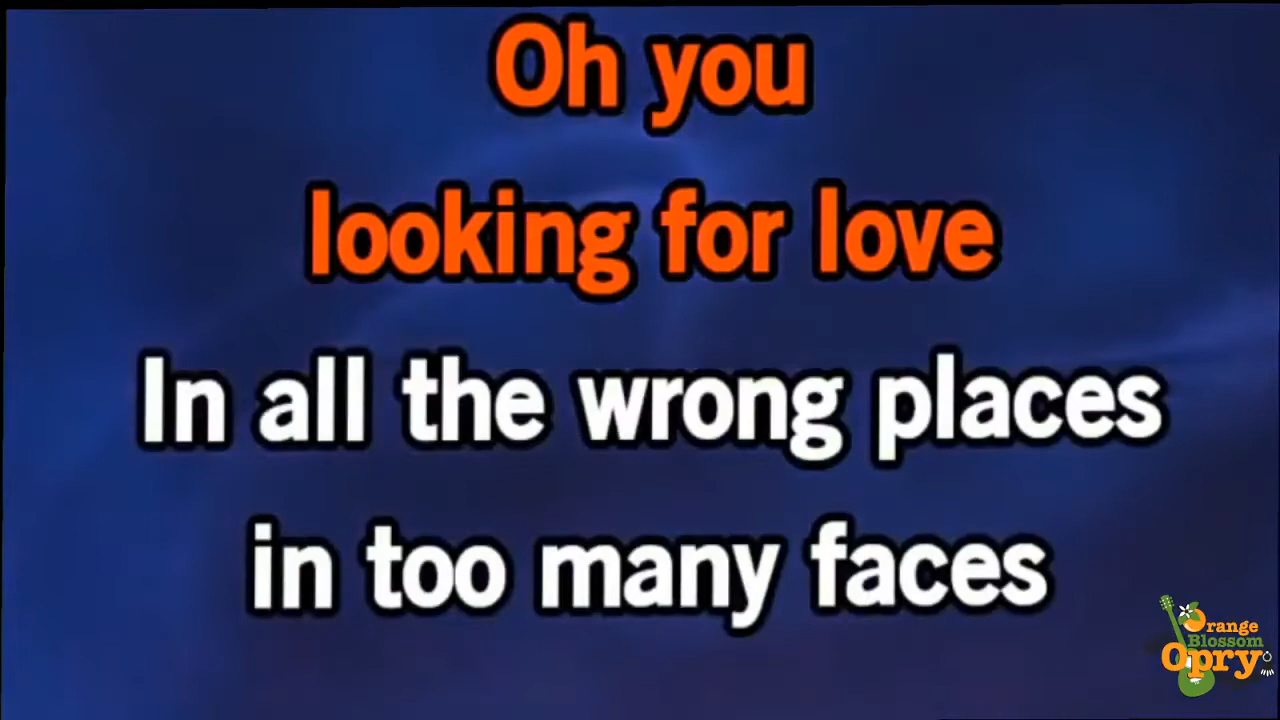 Oh you
looking for love
In all the wrong places
in too many faces
Orange
Blossom
Opry